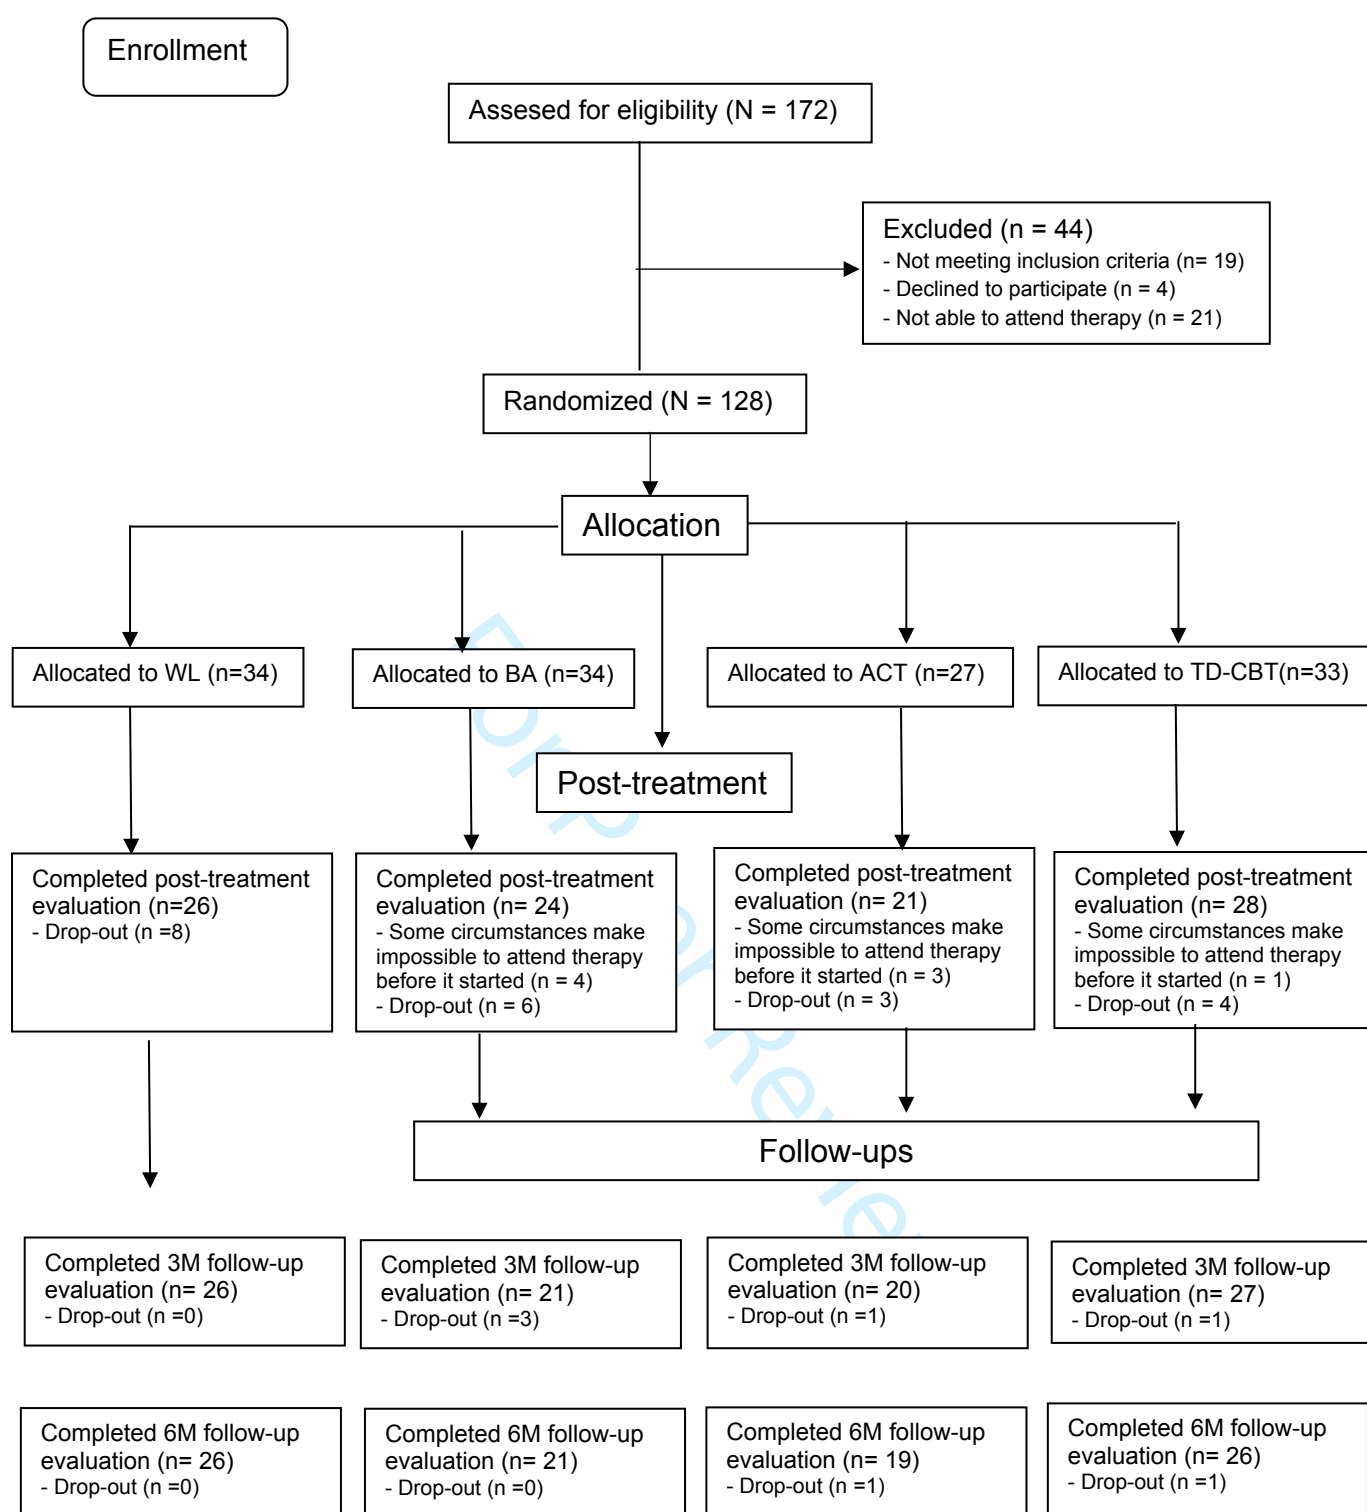 Enrollment
Assesed for eligibility (N = 172)
Excluded (n = 44)
- Not meeting inclusion criteria (n= 19)
- Declined to participate (n = 4)
- Not able to attend therapy (n = 21)
Randomized (N = 128)
Allocation
Allocated to WL (n=34)
Allocated to BA (n=34)
Allocated to ACT (n=27)
Allocated to TD-CBT(n=33)
Post-treatment
Completed post-treatment
evaluation (n=26)
- Drop-out (n =8)
Completed post-treatment
evaluation (n= 24)
- Some circumstances make
impossible to attend therapy
before it started (n = 4)
- Drop-out (n = 6)
Completed post-treatment
evaluation (n= 21)
- Some circumstances make
impossible to attend therapy
before it started (n = 3)
- Drop-out (n = 3)
Completed post-treatment
evaluation (n= 28)
- Some circumstances make
impossible to attend therapy
before it started (n = 1)
- Drop-out (n = 4)
Follow-ups
Completed 3M follow-up
evaluation (n= 26)
- Drop-out (n =0)
Completed 3M follow-up
evaluation (n= 21)
- Drop-out (n =3)
Completed 3M follow-up
evaluation (n= 20)
- Drop-out (n =1)
Completed 3M follow-up
evaluation (n= 27)
- Drop-out (n =1)
Completed 6M follow-up
evaluation (n= 26)
- Drop-out (n =0)
Completed 6M follow-up
evaluation (n= 21)
- Drop-out (n =0)
Completed 6M follow-up
evaluation (n= 19)
- Drop-out (n =1)
Completed 6M follow-up
evaluation (n= 26)
- Drop-out (n =1)
For